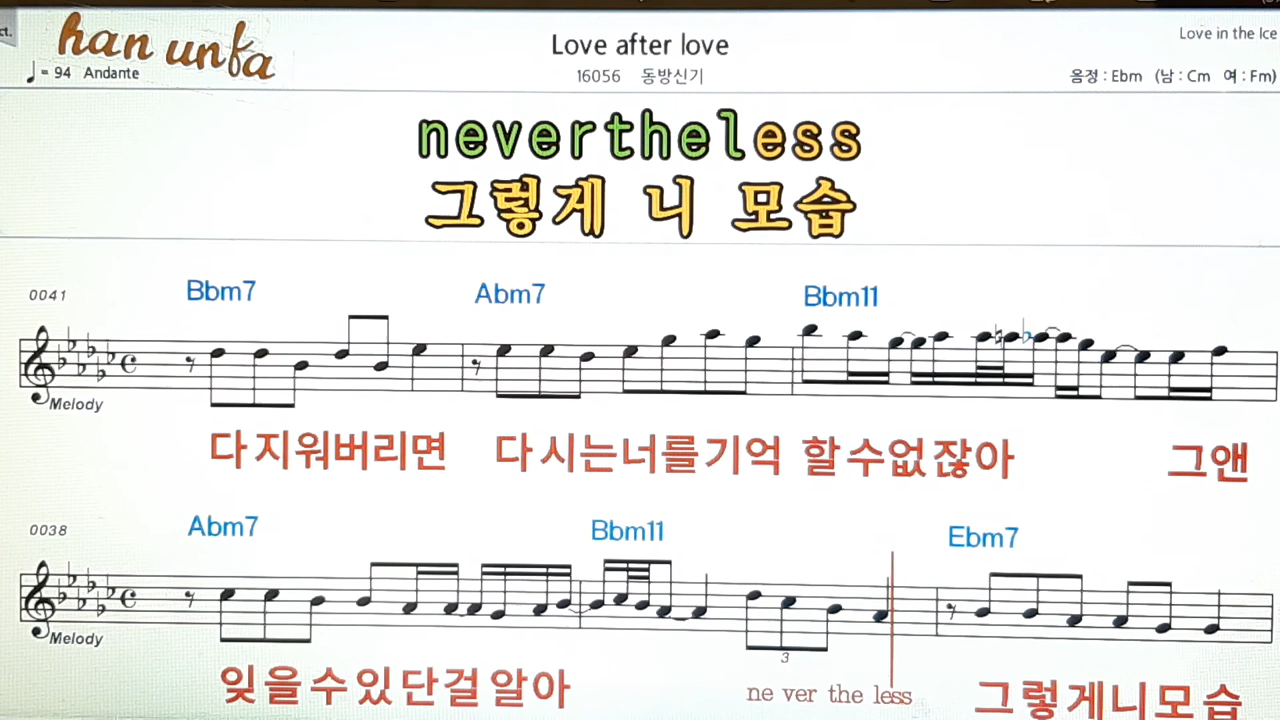 ct.
han unfa
Love after love
Love in the Ice
♩ = 94 Andante
16056 동방신기
음정 : Ebm (남 : Cm 여 : Fm)
nevertheless
그렇게 니 모습
0041
Bbm7 Abm7 Bbm11
Melody
다 지워버리면 다 시는너를기억 할수없잖아 그앤
0038
Abm7 Bbm11 Ebm7
3
Melody
잊을수있단걸알아 ne ver the less 그렇게니모습